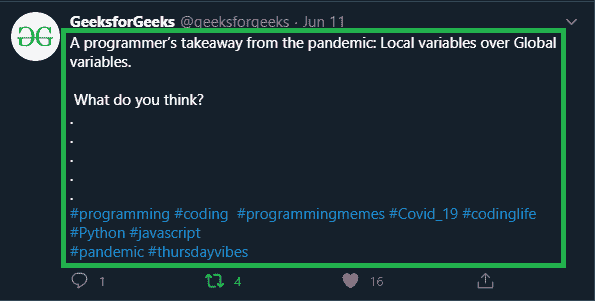 GeeksforGeeks @geeksforgeeks · Jun 11
A programmer's takeaway from the pandemic: Local variables over Global
variables.
What do you think?
.
.
.
.
.
#programming #coding #programmingmemes #Covid_19 #codinglife
#Python #javascript
#pandemic #thursdayvibes
1 4 16